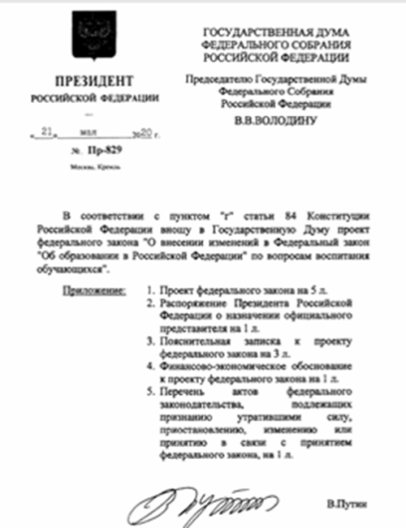 ПРЕЗИДЕНТ
РОССИЙСКОЙ ФЕДЕРАЦИИ
„21" мая 2020 г.
№ Пр-829
Москва, Кремль
ГОСУДАРСТВЕННАЯ ДУМА
ФЕДЕРАЛЬНОГО СОБРАНИЯ
РОССИЙСКОЙ ФЕДЕРАЦИИ
Председателю Государственной Думы
Федерального Собрания
Российской Федерации
В.В.ВОЛОДИНУ
В соответствии с пунктом "г" статьи 84 Конституции
Российской Федерации вношу в Государственную Думу проект
федерального закона "О внесении изменений в Федеральный закон
"Об образовании в Российской Федерации" по вопросам воспитания
обучающихся".
Приложение: 1. Проект федерального закона на 5 л.
2. Распоряжение Президента Российской
Федерации о назначении официального
представителя на 1 л.
3. Пояснительная записка к проекту
федерального закона на 3 л.
4. Финансово-экономическое обоснование
к проекту федерального закона на 1 л.
5. Перечень актов федерального
законодательства, подлежащих
признанию утратившими силу,
приостановлению, изменению или
принятию в связи с принятием
федерального закона, на 1 л.
В.Путин